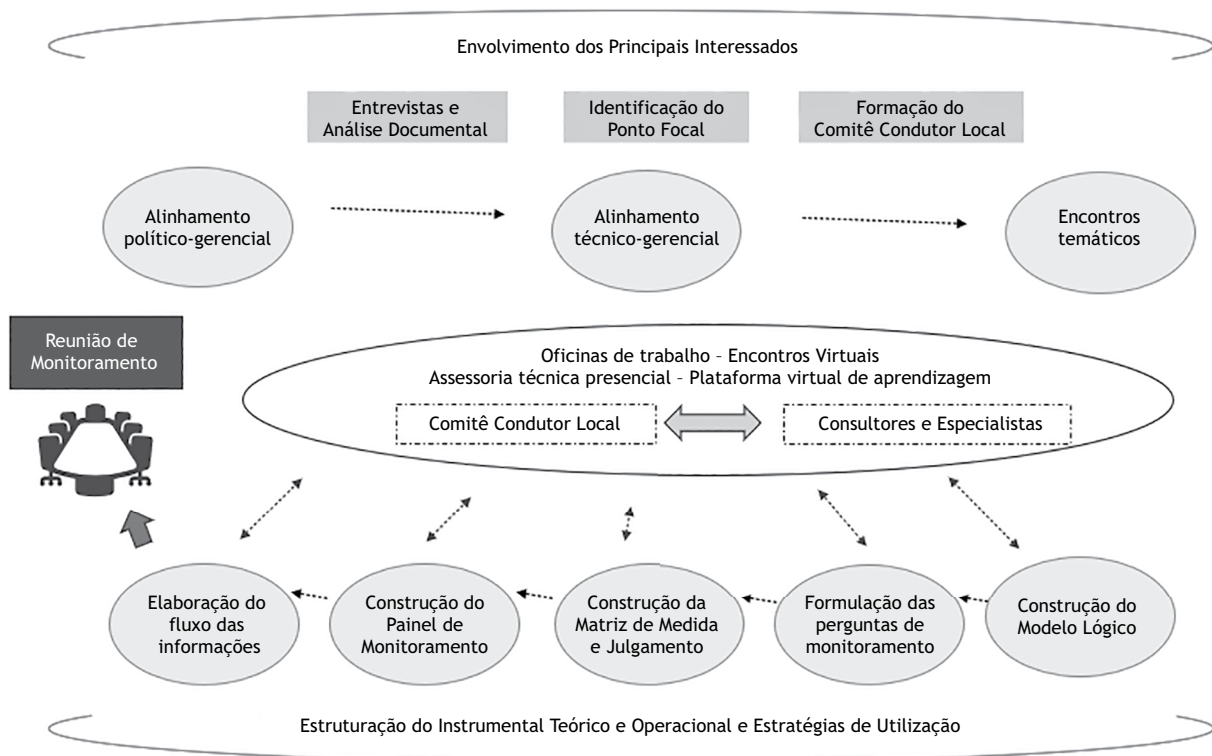 Envolvimento dos Principais Interessados
Entrevistas e
Análise Documental
Identificação do
Ponto Focal
Formação do
Comitê Condutor Local
Alinhamento
político-gerencial
Alinhamento
técnico-gerencial
Encontros
temáticos
Reunião de
Monitoramento
Oficinas de trabalho – Encontros Virtuais
Assessoria técnica presencial – Plataforma virtual de aprendizagem
Comitê Condutor Local
Consultores e Especialistas
Elaboração do
fluxo das
informações
Construção do
Painel de
Monitoramento
Construção da
Matriz de Medida
e Julgamento
Formulação das
perguntas de
monitoramento
Construção do
Modelo Lógico
Estruturação do Instrumental Teórico e Operacional e Estratégias de Utilização